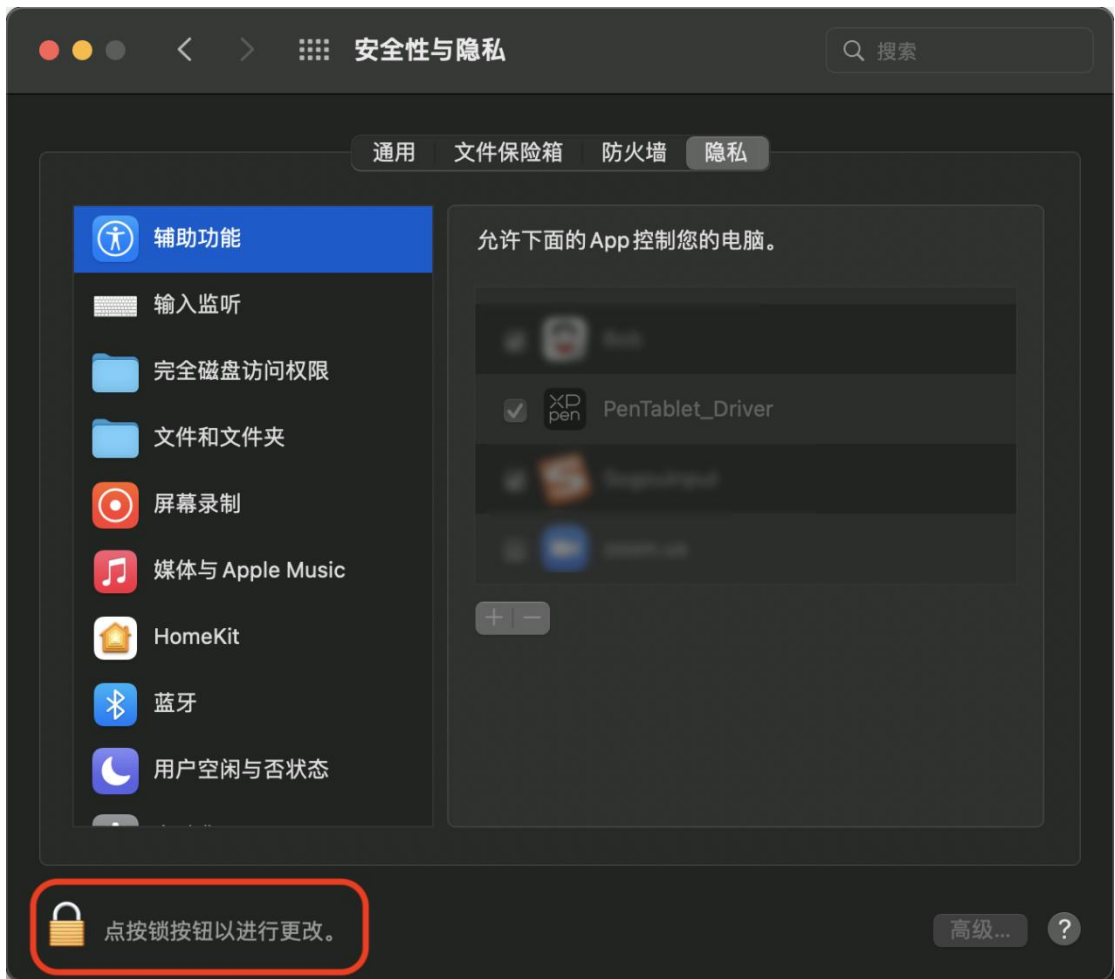 安全性与隐私
搜索
通用
文件保险箱
防火墙
隐私
辅助功能
输入监听
完全磁盘访问权限
文件和文件夹
屏幕录制
媒体与 Apple Music
HomeKit
蓝牙
用户空闲与否状态
允许下面的 App 控制您的电脑。
XP
pen
PenTablet_Driver
点按锁按钮以进行更改。
高级...
?